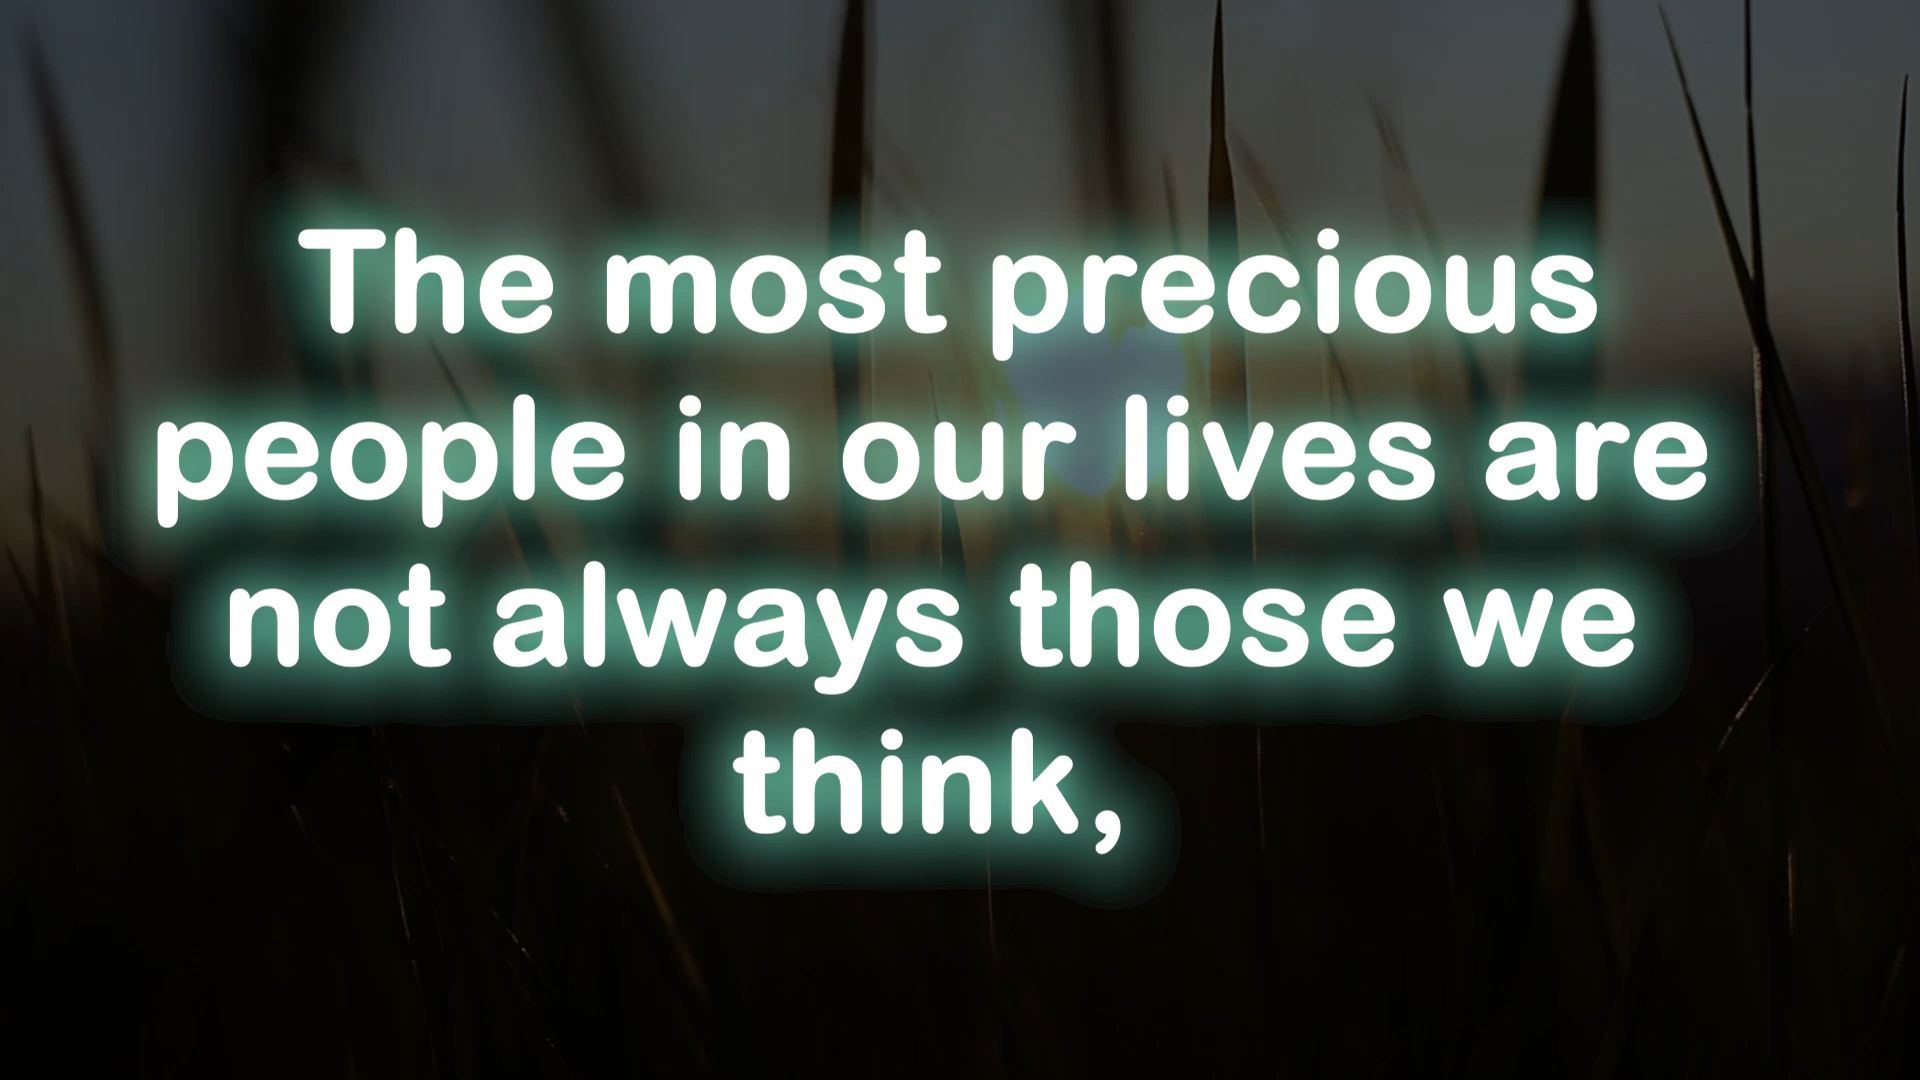 The most precious
people in our lives are
not always those we
think,